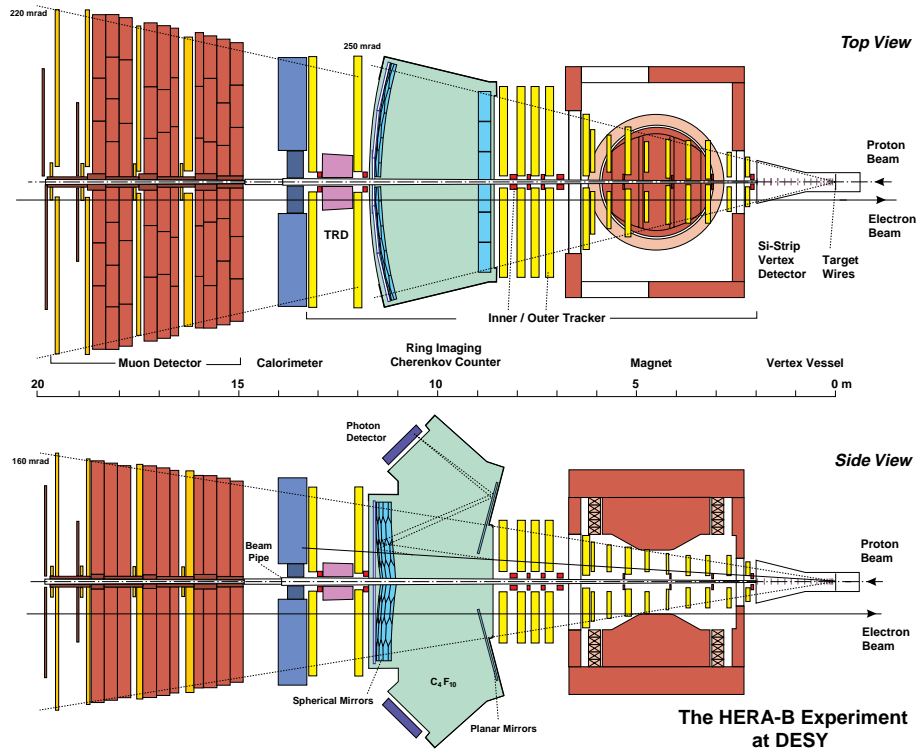 220 mrad
250 mrad
Top View
Proton
Beam
Electron
Beam
TRD
Si-Strip
Vertex
Detector
Target
Wires
Inner / Outer Tracker
Muon Detector
Calorimeter
Ring Imaging
Cherenkov Counter
Magnet
Vertex Vessel
20 15 10 5 0 m
Photon
Detector
160 mrad
Side View
Beam
Pipe
Proton
Beam
Electron
Beam
C4 F10
Spherical Mirrors
Planar Mirrors
The HERA-B Experiment
at DESY